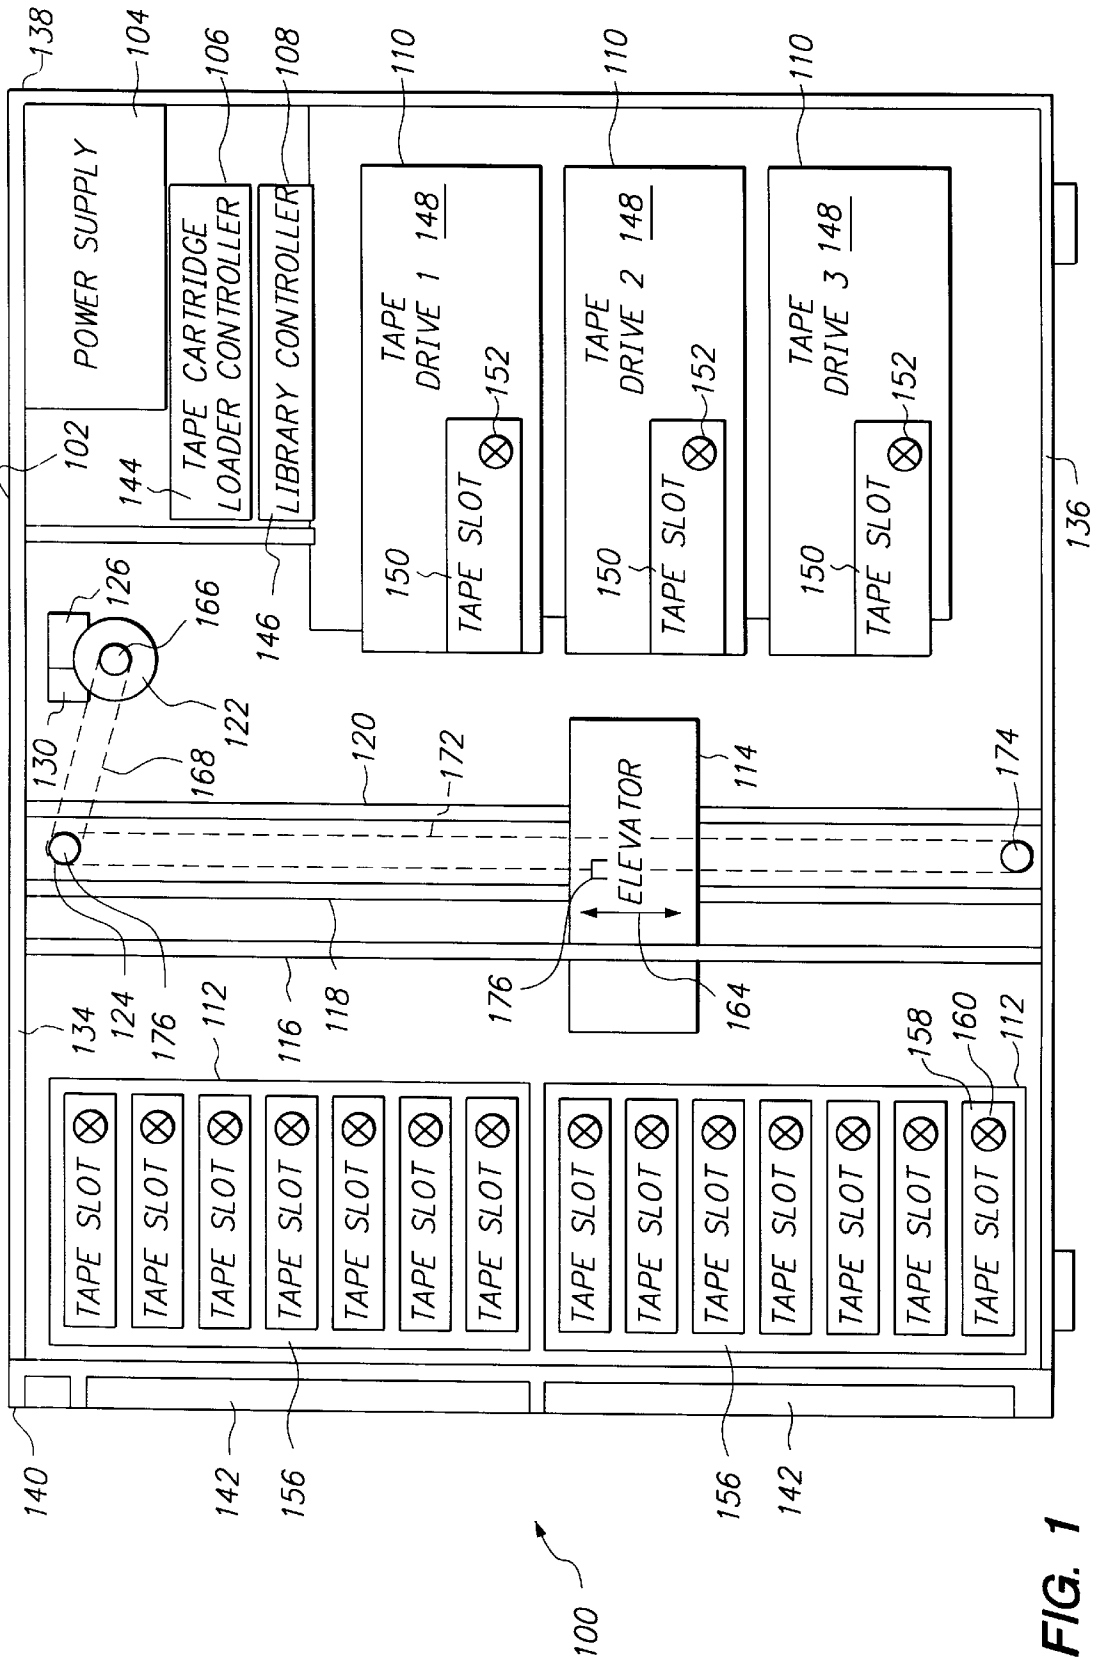 140
134
124
176
130
168
122
126
166
102
138
104
POWER SUPPLY
144
TAPE CARTRIDGE
LOADER CONTROLLER
106
146
LIBRARY CONTROLLER
108
142
156
112
116
118
120
172
TAPE SLOT
TAPE SLOT
TAPE SLOT
TAPE SLOT
TAPE SLOT
TAPE SLOT
TAPE SLOT
TAPE
DRIVE 1
148
110
150
TAPE SLOT
152
176
ELEVATOR
164
114
TAPE
DRIVE 2
148
110
150
TAPE SLOT
152
TAPE SLOT
TAPE SLOT
TAPE SLOT
TAPE SLOT
TAPE SLOT
TAPE SLOT
TAPE SLOT
156
142
158
160
112
174
TAPE
DRIVE 3
148
110
150
TAPE SLOT
152
136
100
FIG. 1